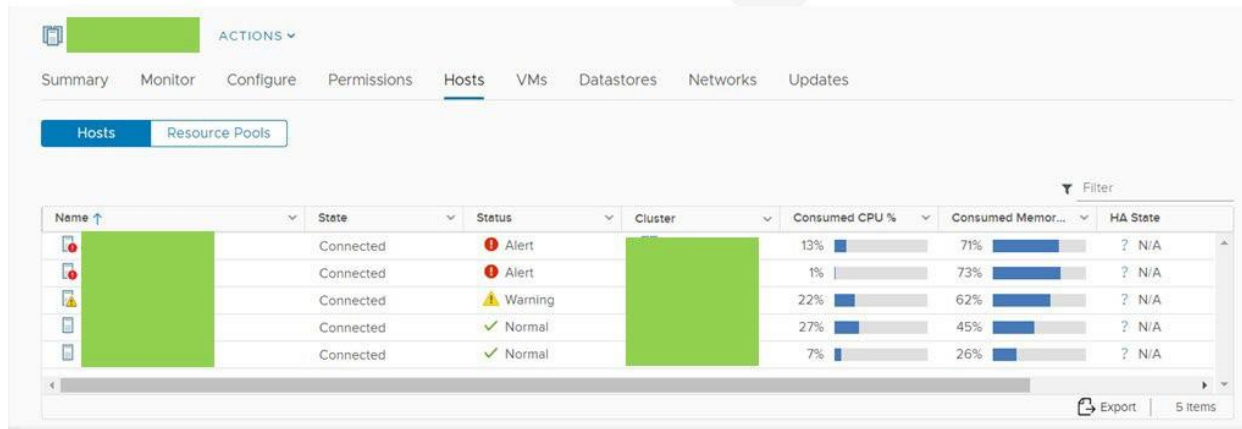 ACTIONS
Summary Monitor Configure Permissions Hosts VMs Datastores Networks Updates
Hosts Resource Pools
Filter
Name State Status Cluster Consumed CPU % Consumed Memor... HA State
Connected Alert 13% 71% ? N/A
Connected Alert 1% 73% ? N/A
Connected Warning 22% 62% ? N/A
Connected Normal 27% 45% ? N/A
Connected Normal 7% 26% ? N/A
Export 5 items